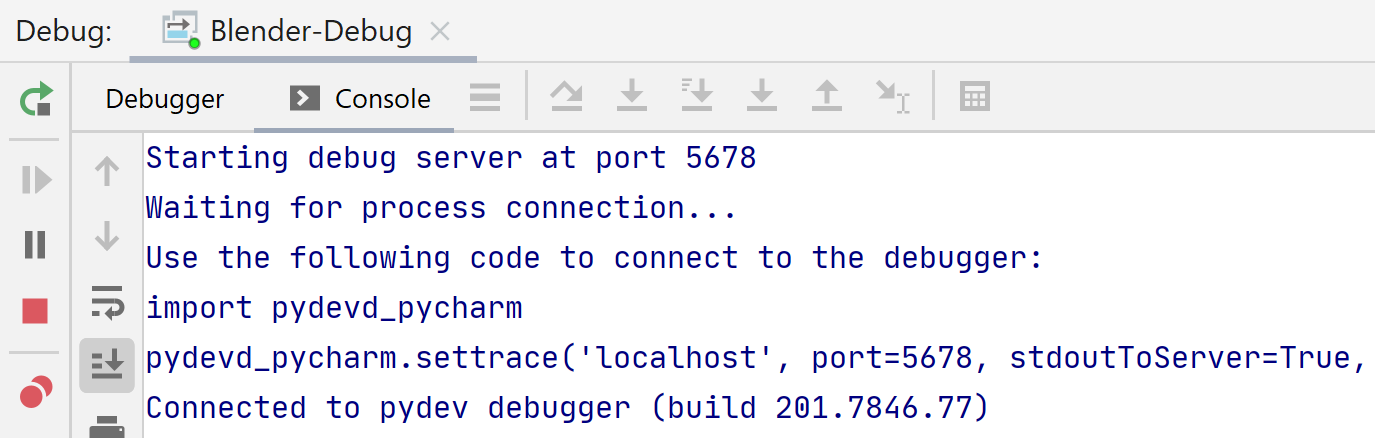 Debug: Blender-Debug
Debugger Console
Starting debug server at port 5678
Waiting for process connection...
Use the following code to connect to the debugger:
import pydevd_pycharm
pydevd_pycharm.settrace('localhost', port=5678, stdoutToServer=True,
Connected to pydev debugger (build 201.7846.77)